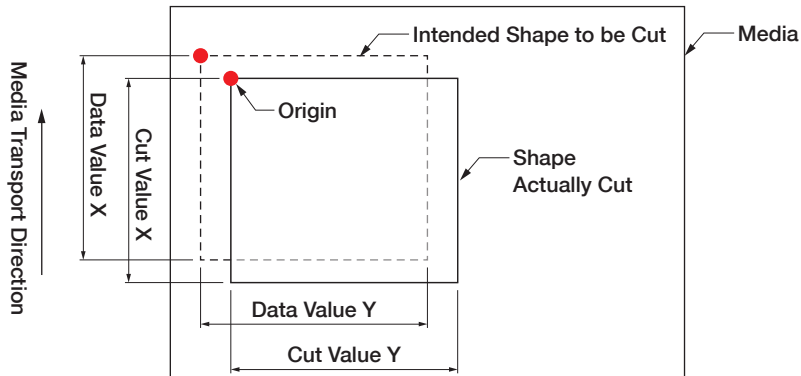 Intended Shape to be Cut
Media
Origin
Shape
Actually Cut
Media Transport Direction
Data Value X
Cut Value X
Data Value Y
Cut Value Y